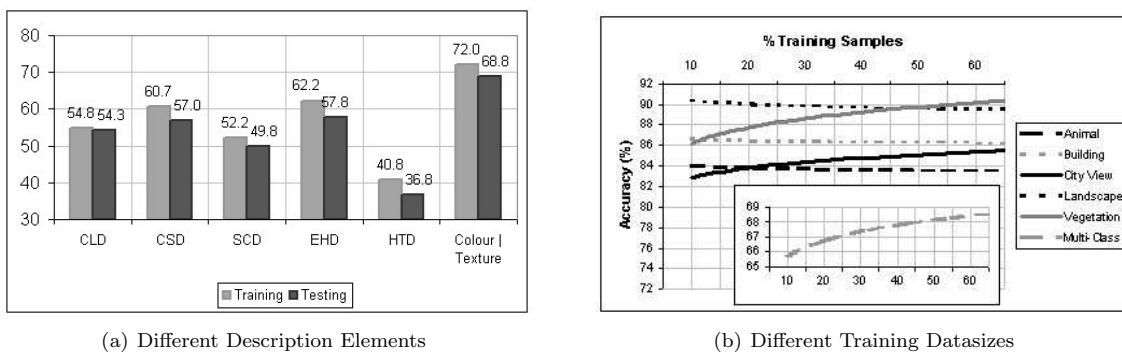 80
70
60
50
40
30
54.8 54.3
60.7 57.0
52.2 49.8
62.2 57.8
40.8 36.8
72.0 68.8
CLD CSD SCD EHD HTD Colour | Texture
Training Testing
(a) Different Description Elements
% Training Samples
10 20 30 40 50 60
92
90
88
86
84
82
80
78
76
74
72
Accuracy (%)
69
68
67
66
65
10 20 30 40 50 60
Animal
Building
City View
Landscape
Vegetation
Multi-Class
(b) Different Training Datasizes